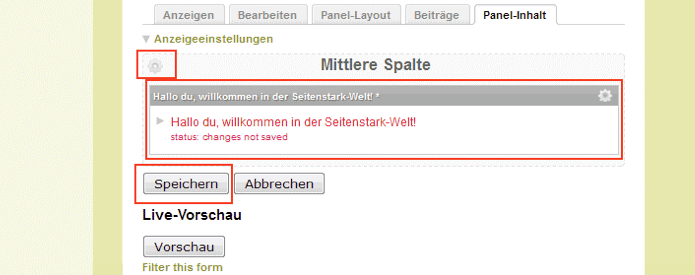 Anzeigen Bearbeiten Panel-Layout Beiträge Panel-Inhalt
Anzeigeeinstellungen
Mittlere Spalte
Hallo du, willkommen in der Seitenstark-Welt! *
Hallo du, willkommen in der Seitenstark-Welt!
status: changes not saved
Speichern Abbrechen
Live-Vorschau
Vorschau
Filter this form